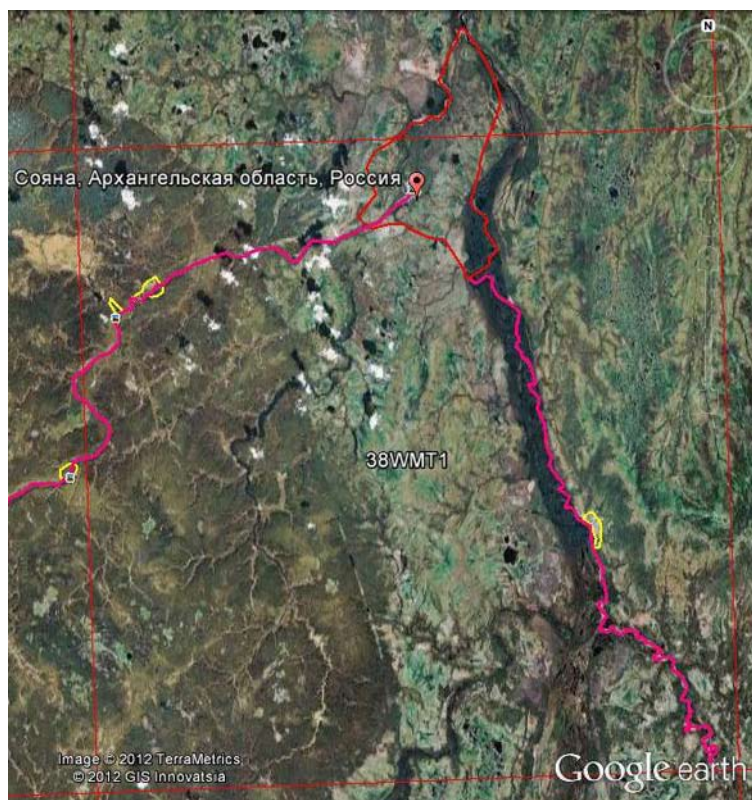 N
Сояна, Архангельская область, Россия
38WMT1
Image © 2012 TerraMetrics
© 2012 GIS Innovatsia
Google earth